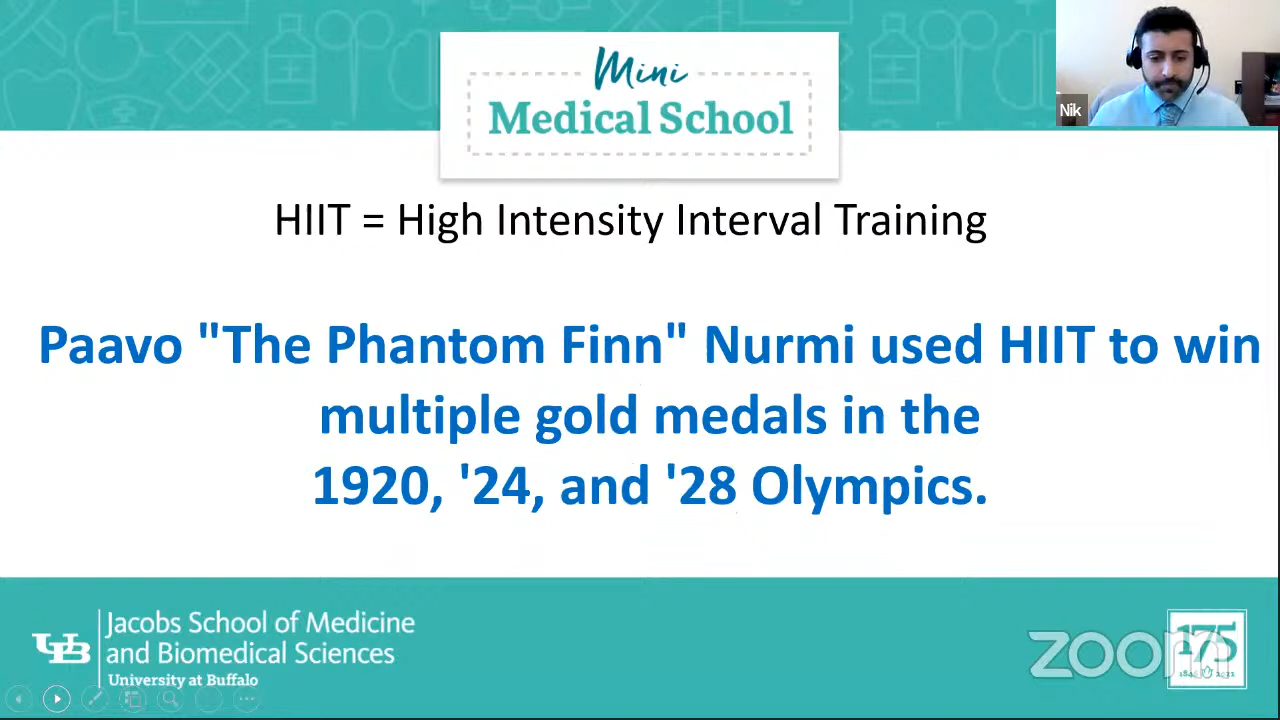 Mini
Medical School
Nik
HIIT = High Intensity Interval Training
Paavo "The Phantom Finn" Nurmi used HIIT to win
multiple gold medals in the
1920, '24, and '28 Olympics.
UB
Jacobs School of Medicine
and Biomedical Sciences
University at Buffalo
zoom
175